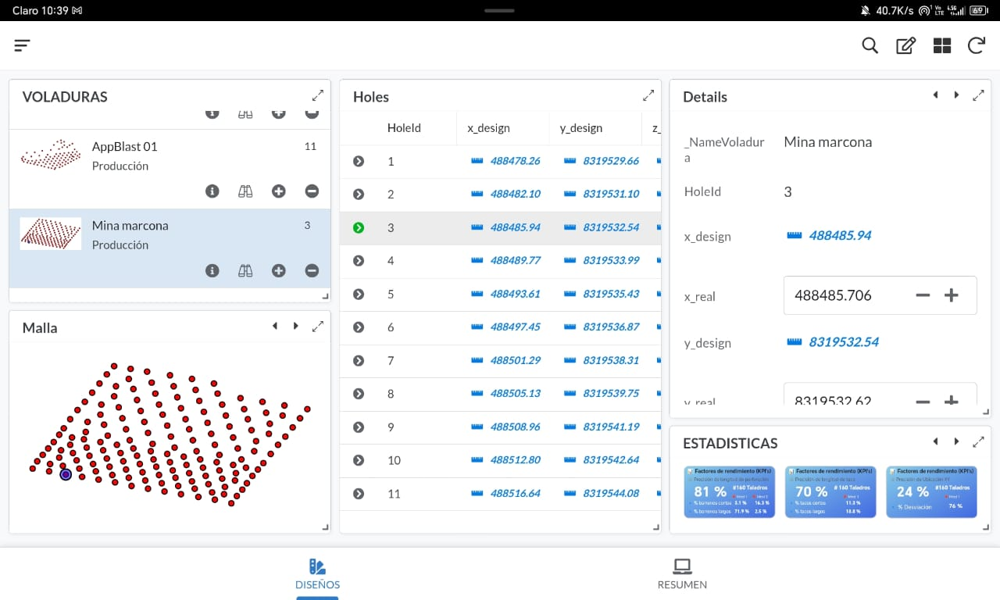 Claro 10:39
40.7K/s
69
VOLADURAS
AppBlast 01
11
Producción
Mina marcona
3
Producción
Malla
Holes
HoleId x_design y_design z_
1 488478.26 8319529.66
2 488482.10 8319531.10
3 488485.94 8319532.54
4 488489.77 8319533.99
5 488493.61 8319535.43
6 488497.45 8319536.87
7 488501.29 8319538.31
8 488505.13 8319539.75
9 488508.96 8319541.19
10 488512.80 8319542.64
11 488516.64 8319544.08
Details
_NameVoladura Mina marcona
HoleId 3
x_design 488485.94
x_real 488485.706
y_design 8319532.54
y_real 8319532.62
ESTADISTICAS
Factores de rendimiento (KPI's)
Precisión de longitud de perforación
81 % #160 Taladros
% barrenos cortos 3.1 % 16.3 %
% barrenos largos 71.9 % 2.5 %
Factores de rendimiento (KPI's)
Precisión de longitud de taco
70 % #160 Taladros
% tacos cortos 11.3 %
% tacos largos 18.8 %
Factores de rendimiento (KPI's)
Precisión de Ubicación XY
24 % #160 Taladros
% Desviación 76 %
DISEÑOS
RESUMEN